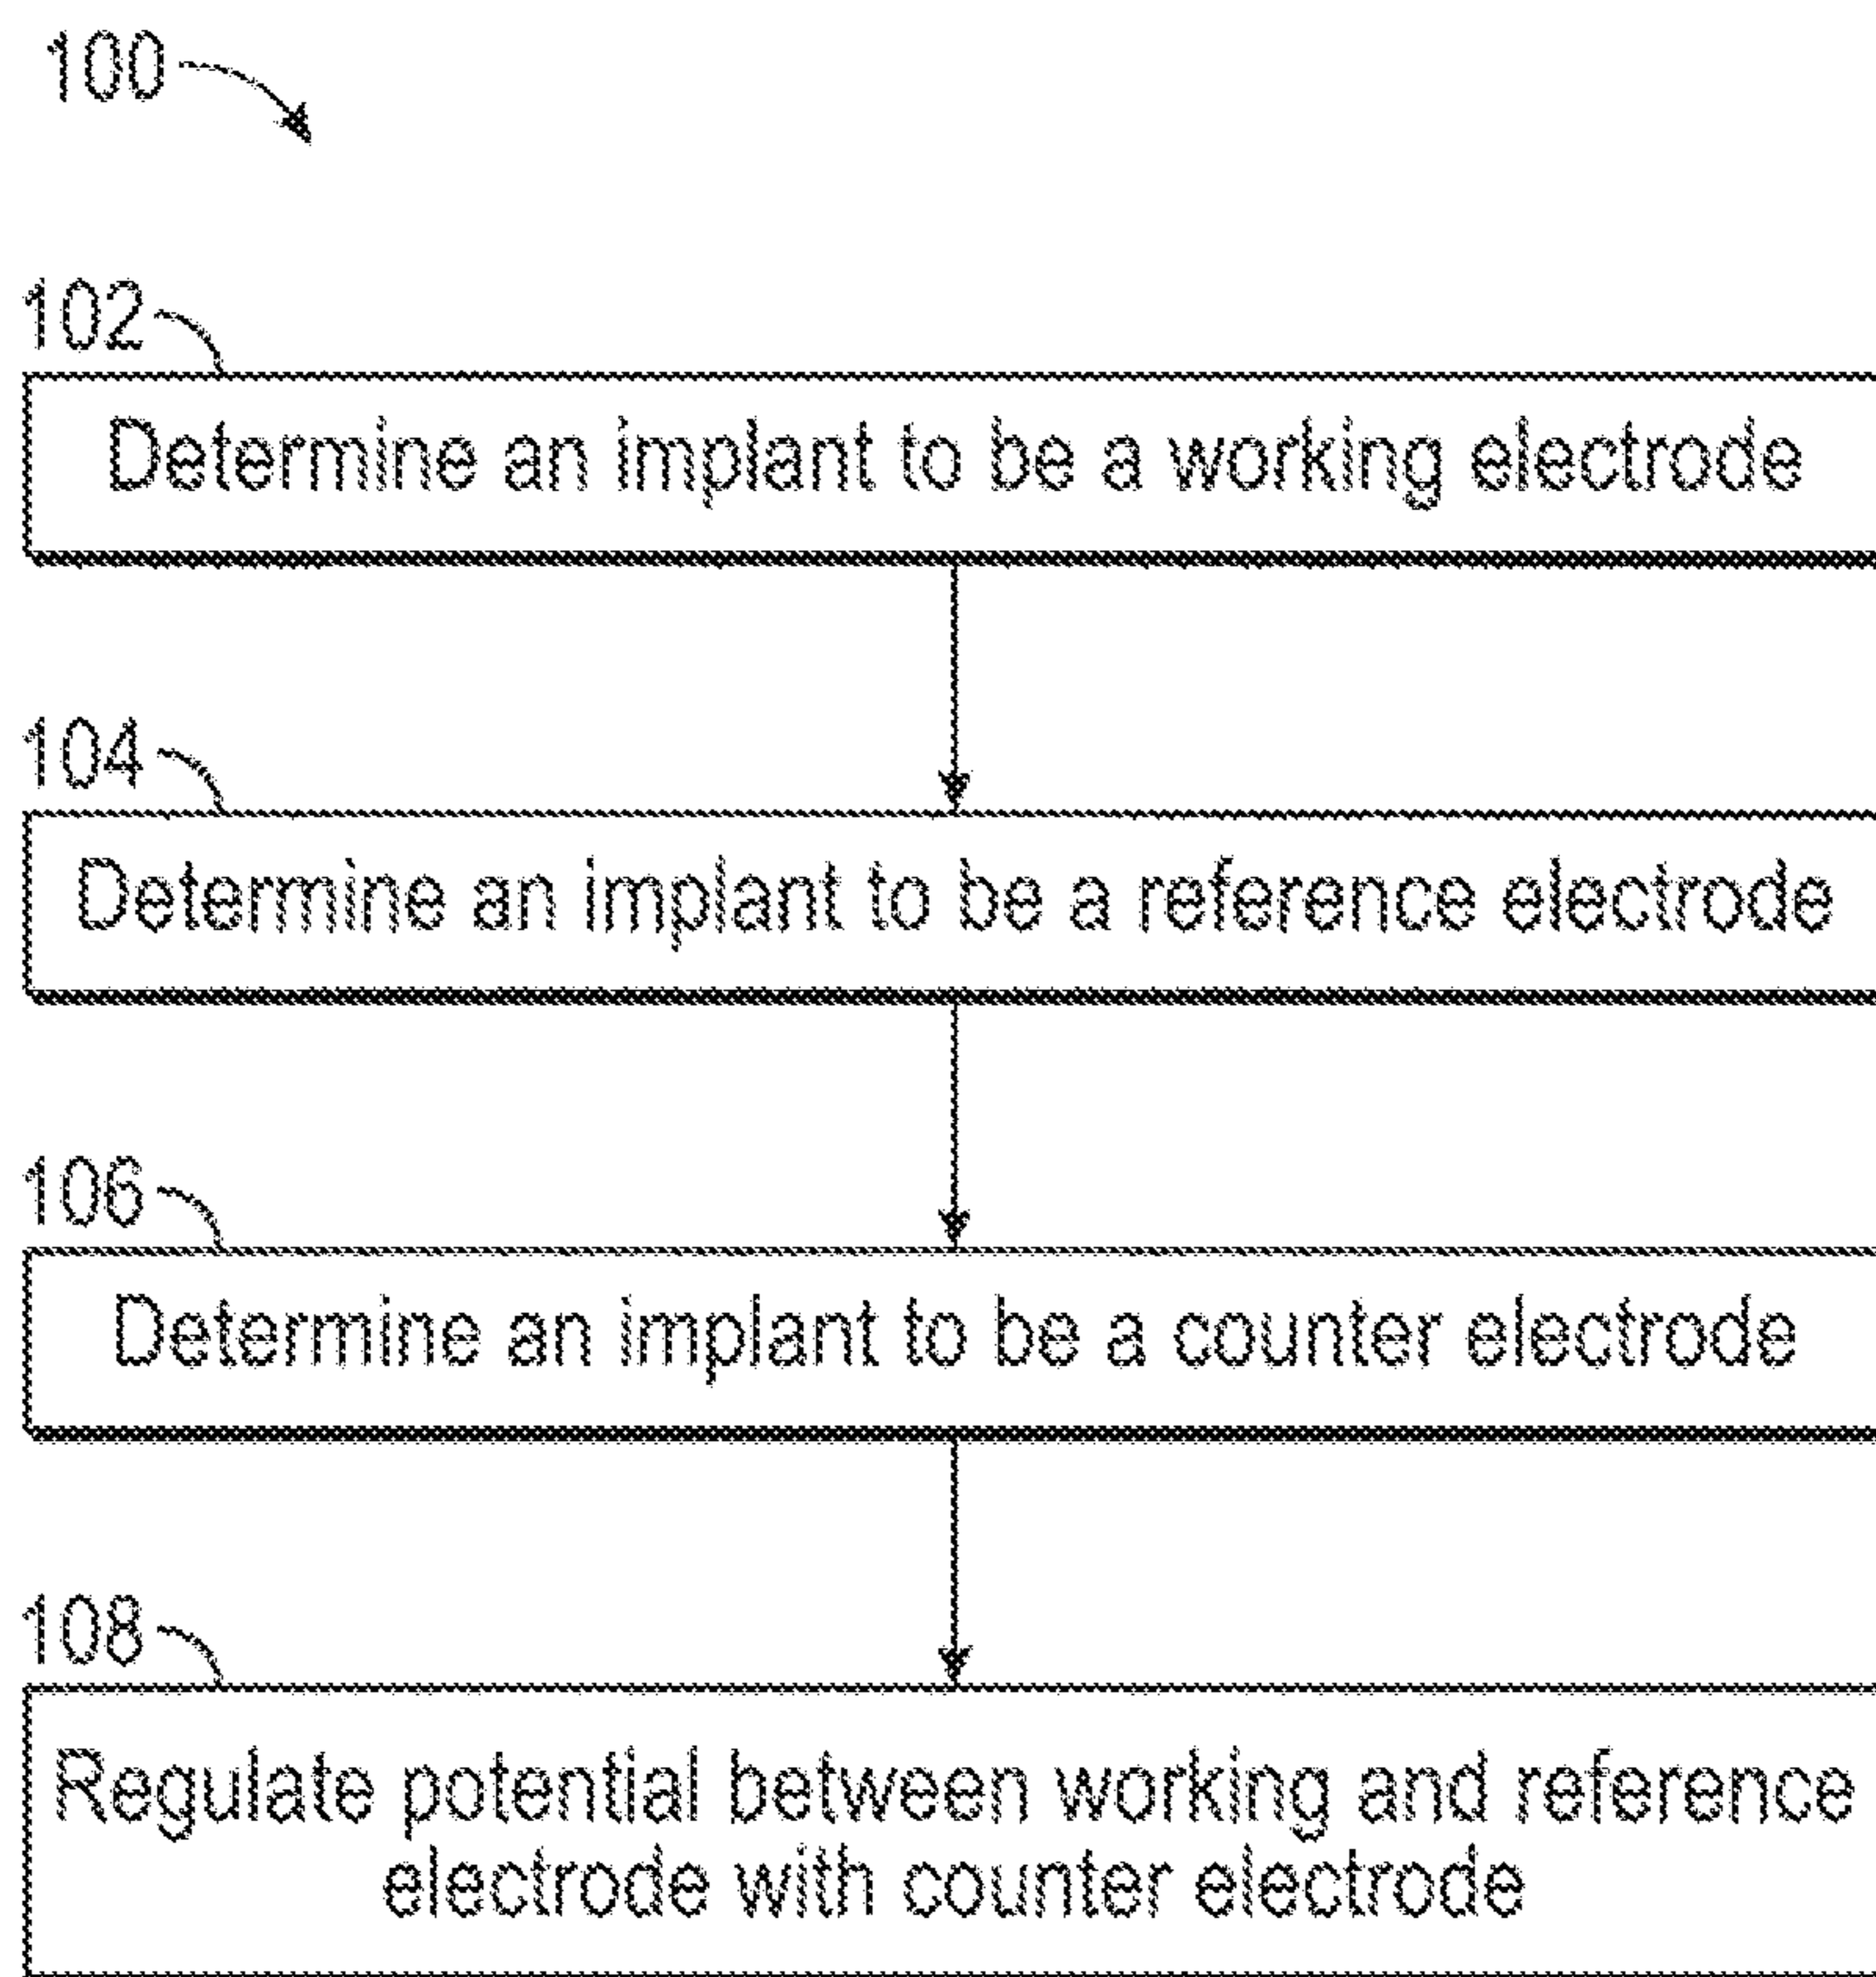 100
102
Determine an implant to be a working electrode
104
Determine an implant to be a reference electrode
106
Determine an implant to be a counter electrode
108
Regulate potential between working and reference
electrode with counter electrode